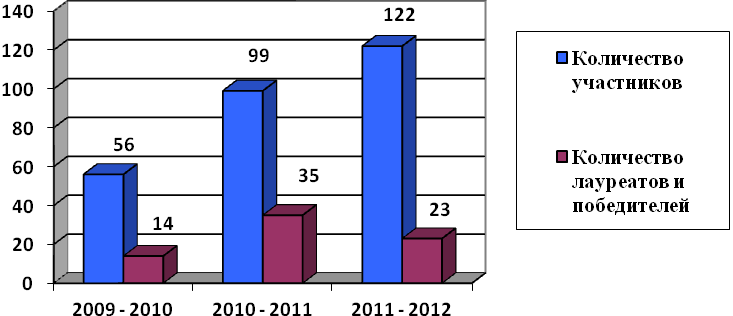 140
120
100
80
60
40
20
0
56
14
99
35
122
23
2009 - 2010
2010 - 2011
2011 - 2012
Количество
участников
Количество
лауреатов и
победителей